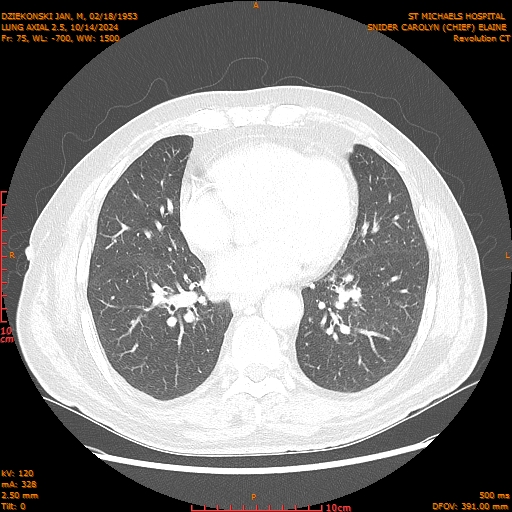 DZIEKONSKI JAN, M, 02/18/1953
LUNG AXIAL 2.5, 10/14/2024
Fr: 75, WL: -700, WW: 1500
A
ST MICHAELS HOSPITAL
SNIDER CAROLYN (CHIEF) ELAINE
Revolution CT
R
L
10
cm
kV: 120
mA: 328
2.50 mm
Tilt: 0
P
10cm
500 ms
DFOV: 391.00 mm